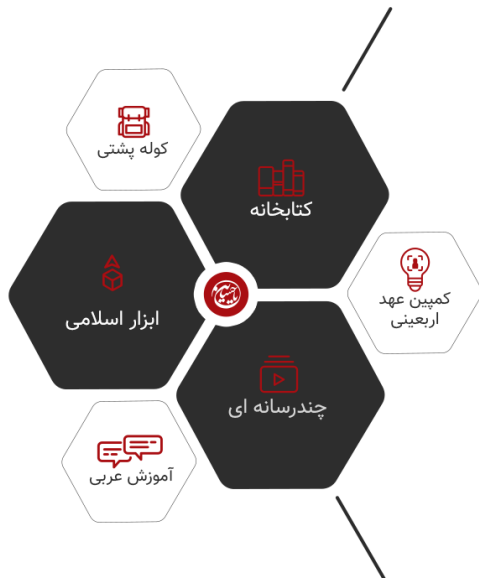 کوله پشتی
کتابخانه
کمپین عهد
اربعینی
ابزار اسلامی
چندرسانه ای
آموزش عربی